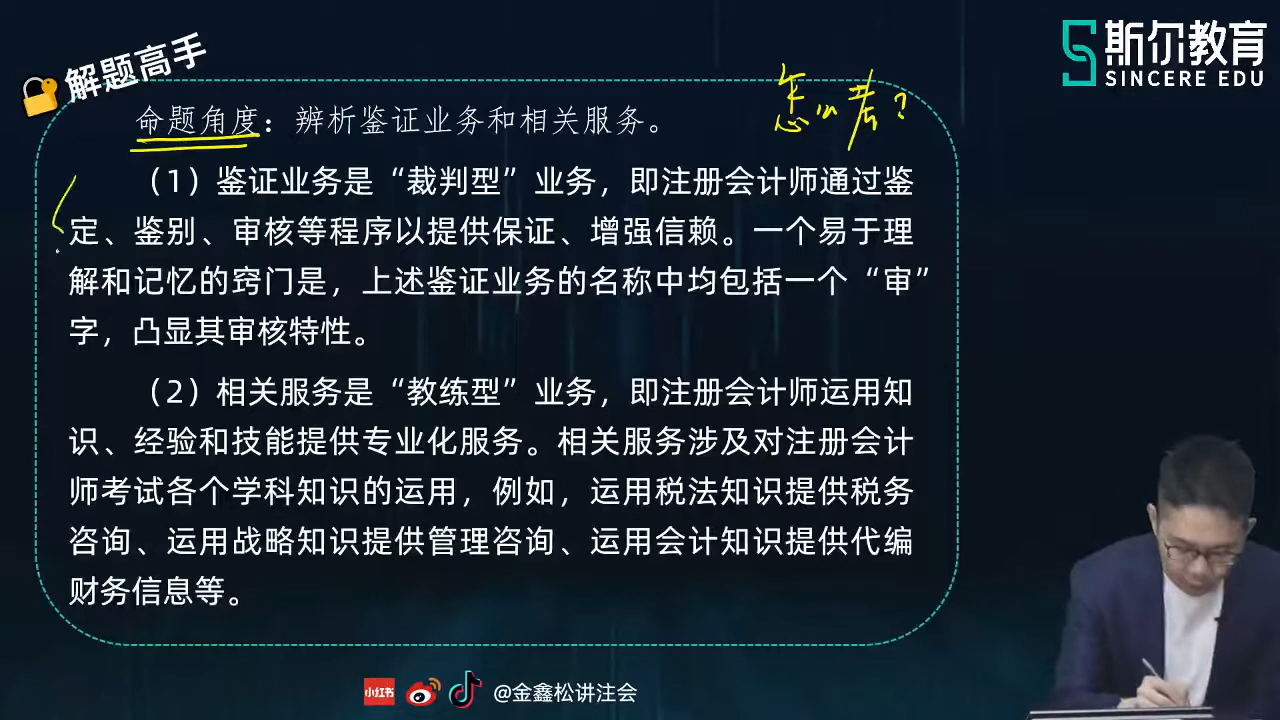 斯尔教育
SINCERE EDU
解题高手
怎么考？
命题角度：辨析鉴证业务和相关服务。
（1）鉴证业务是“裁判型”业务，即注册会计师通过鉴
定、鉴别、审核等程序以提供保证、增强信赖。一个易于理
解和记忆的窍门是，上述鉴证业务的名称中均包括一个“审”
字，凸显其审核特性。
（2）相关服务是“教练型”业务，即注册会计师运用知
识、经验和技能提供专业化服务。相关服务涉及对注册会计
师考试各个学科知识的运用，例如，运用税法知识提供税务
咨询、运用战略知识提供管理咨询、运用会计知识提供代编
财务信息等。
小红书
@金鑫松讲注会